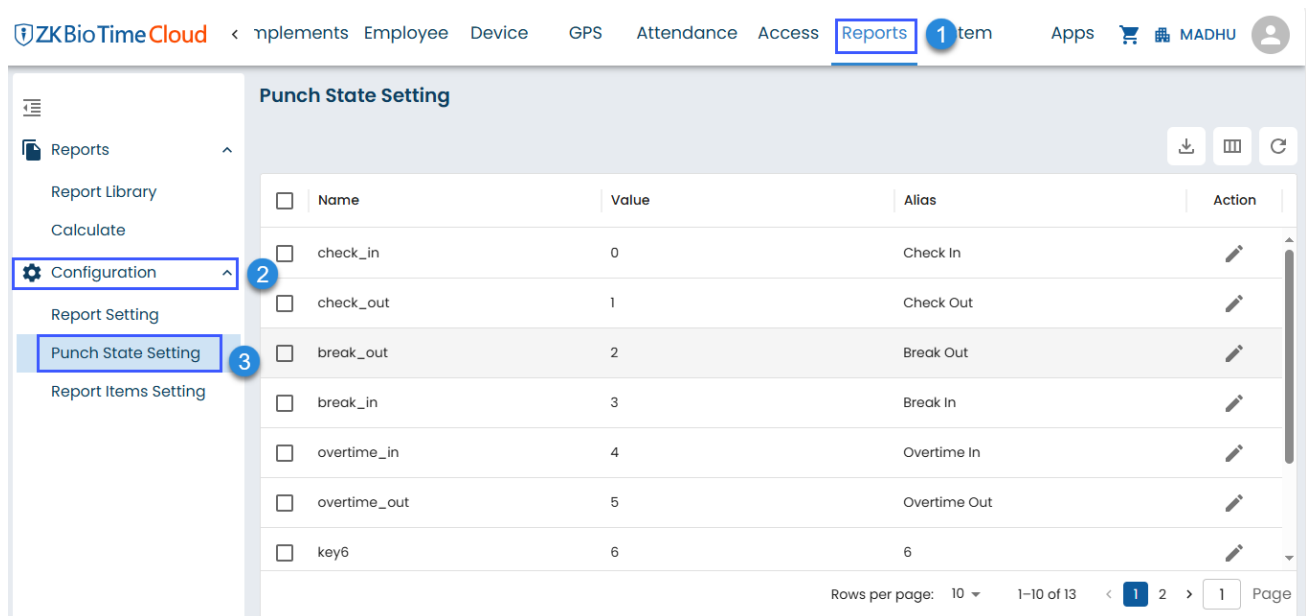 ZKBioTime Cloud
mplements Employee Device GPS Attendance Access Reports 1 tem Apps MADHU
Punch State Setting
Reports
Report Library
Calculate
Configuration 2
Report Setting
Punch State Setting 3
Report Items Setting
Name Value Alias Action
check_in 0 Check In
check_out 1 Check Out
break_out 2 Break Out
break_in 3 Break In
overtime_in 4 Overtime In
overtime_out 5 Overtime Out
key6 6 6
Rows per page: 10 1-10 of 13 < 1 2 > 1 Page